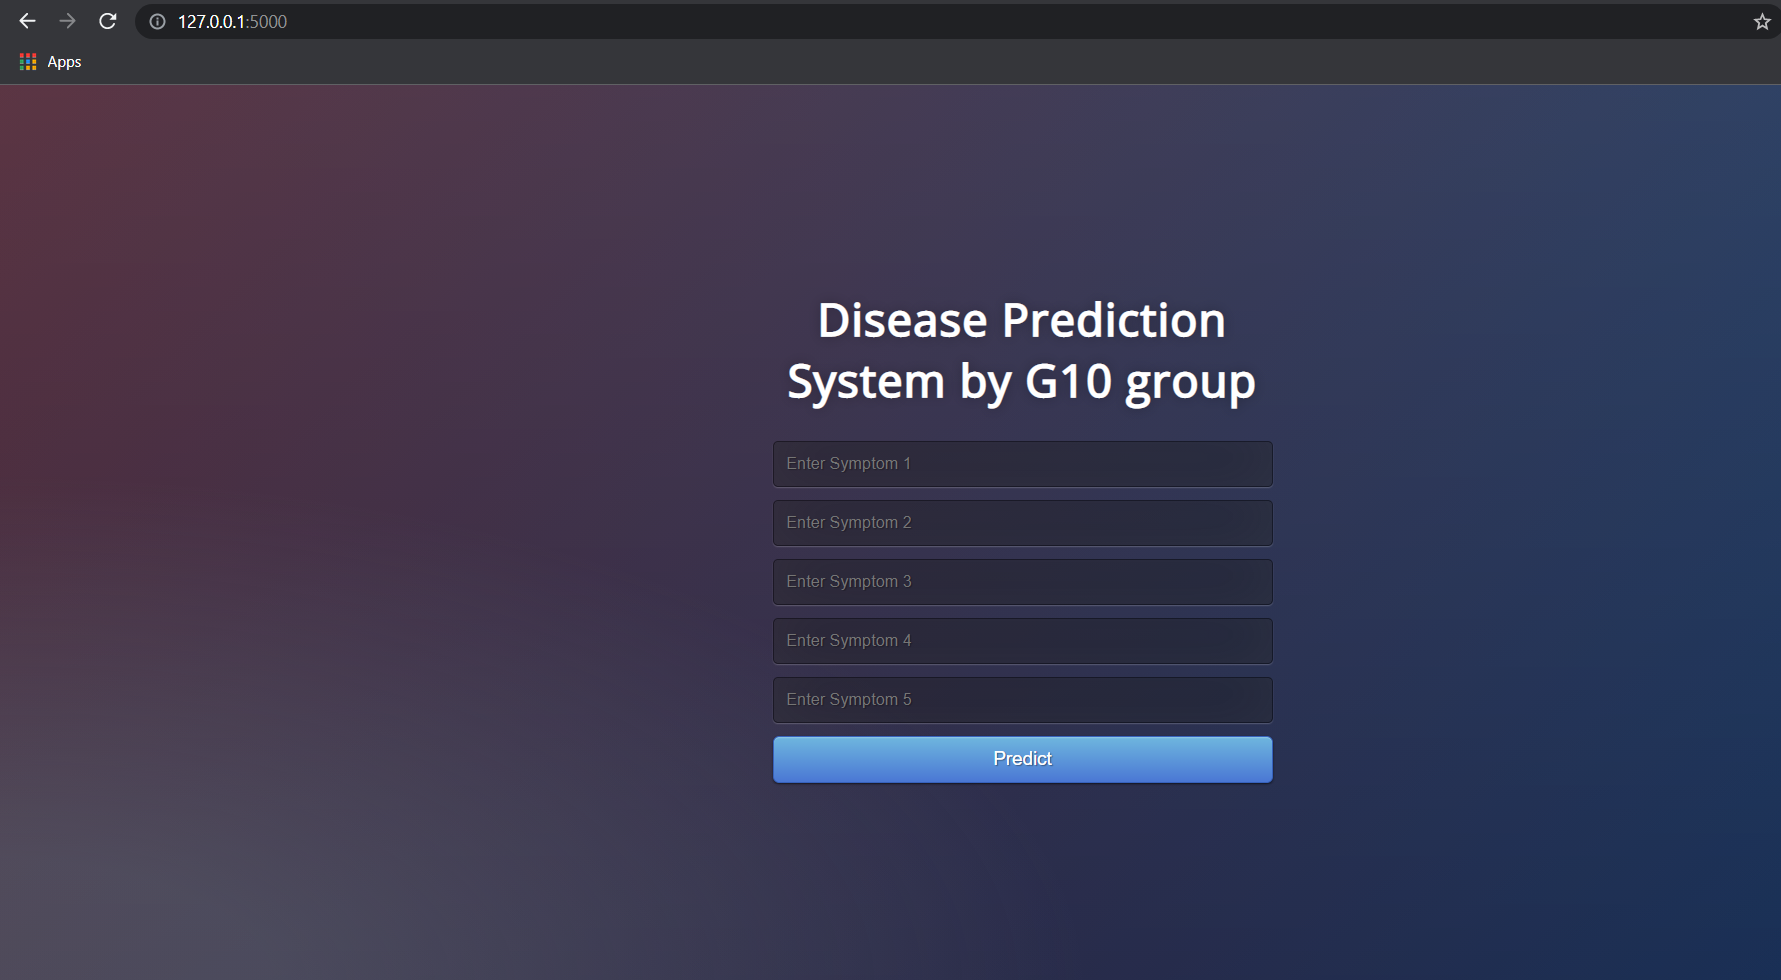 127.0.0.1:5000
Apps
Disease Prediction
System by G10 group
Enter Symptom 1
Enter Symptom 2
Enter Symptom 3
Enter Symptom 4
Enter Symptom 5
Predict